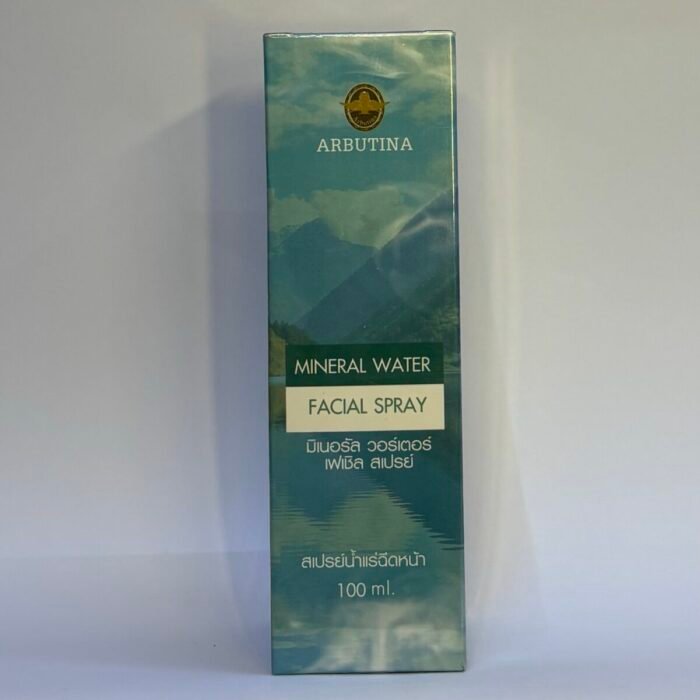 ARBUTINA
MINERAL WATER
FACIAL SPRAY
มิเนอรัล วอร์เตอร์
เฟเชิล สเปรย์
สเปรย์น้ำแร่ฉีดหน้า
100 ml.